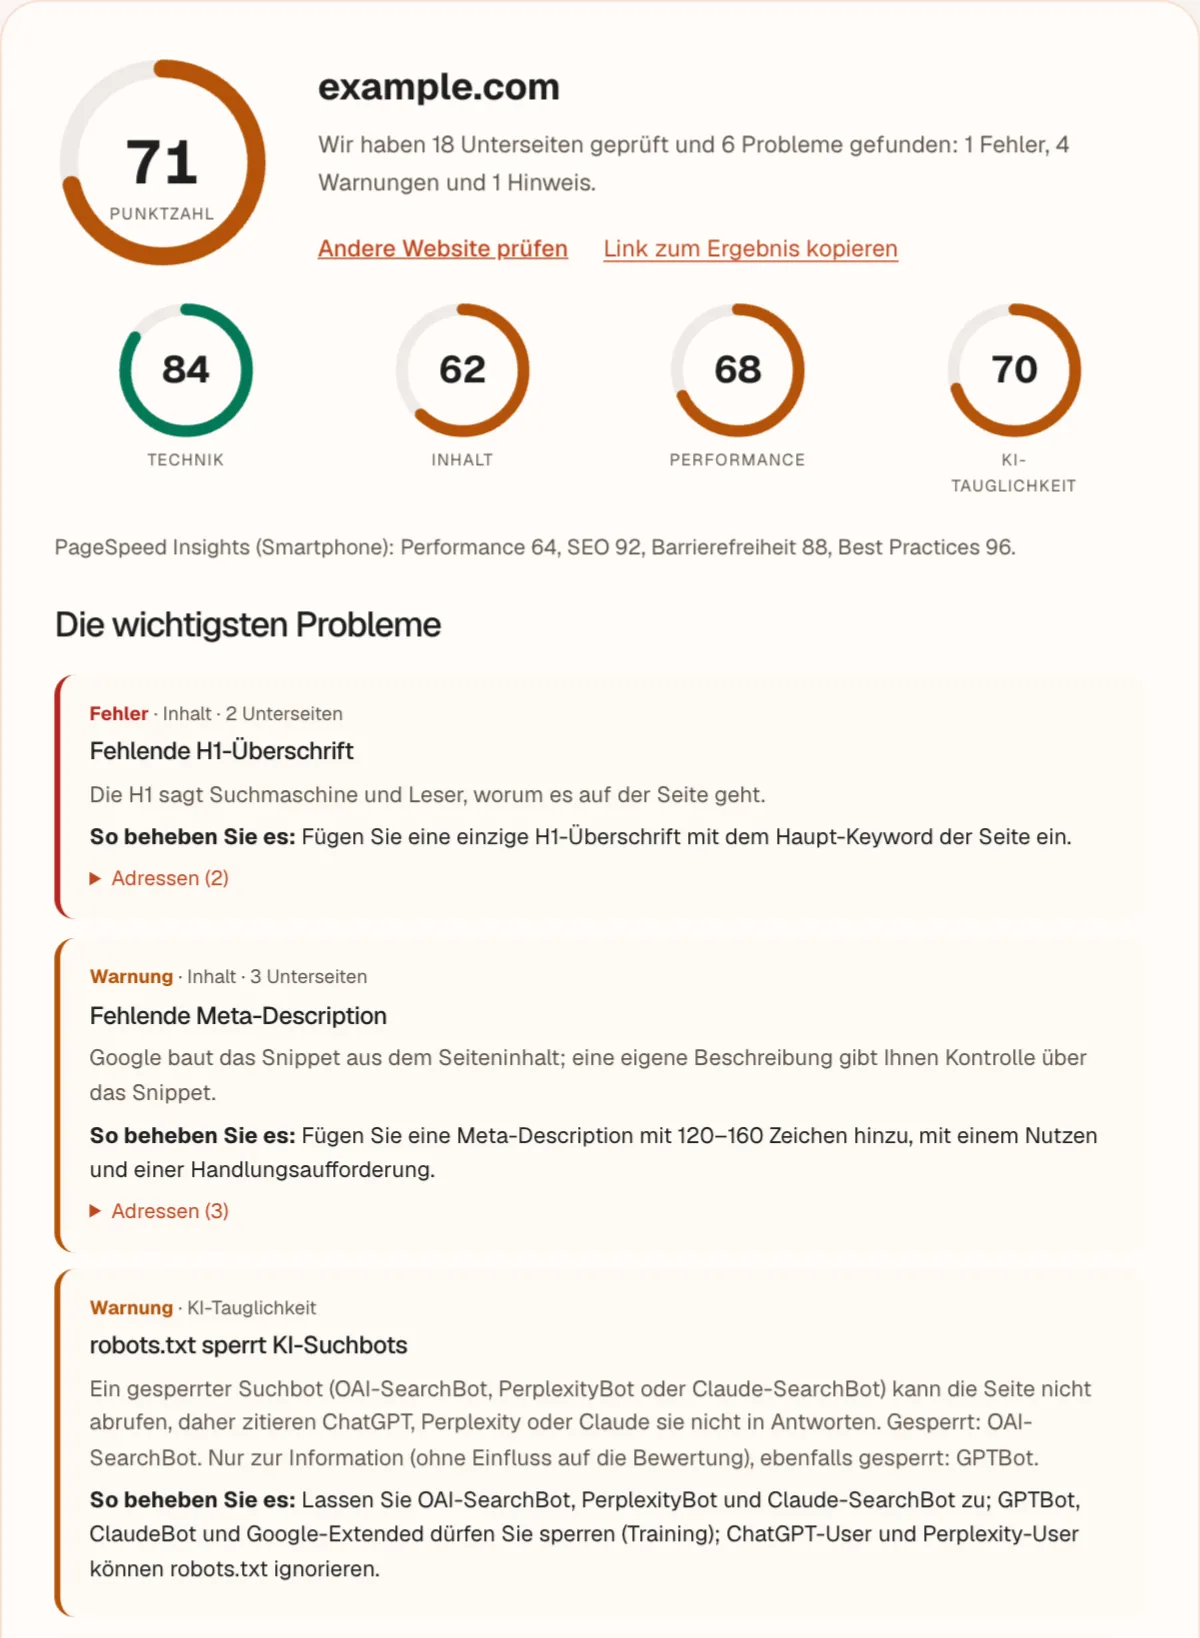 71
PUNKTZAHL
example.com
Wir haben 18 Unterseiten geprüft und 6 Probleme gefunden: 1 Fehler, 4
Warnungen und 1 Hinweis.
Andere Website prüfen
Link zum Ergebnis kopieren
84
TECHNIK
62
INHALT
68
PERFORMANCE
70
KI-
TAUGLICHKEIT
PageSpeed Insights (Smartphone): Performance 64, SEO 92, Barrierefreiheit 88, Best Practices 96.
Die wichtigsten Probleme
Fehler · Inhalt · 2 Unterseiten
Fehlende H1-Überschrift
Die H1 sagt Suchmaschine und Leser, worum es auf der Seite geht.
So beheben Sie es: Fügen Sie eine einzige H1-Überschrift mit dem Haupt-Keyword der Seite ein.
▶ Adressen (2)
Warnung · Inhalt · 3 Unterseiten
Fehlende Meta-Description
Google baut das Snippet aus dem Seiteninhalt; eine eigene Beschreibung gibt Ihnen Kontrolle über
das Snippet.
So beheben Sie es: Fügen Sie eine Meta-Description mit 120–160 Zeichen hinzu, mit einem Nutzen
und einer Handlungsaufforderung.
▶ Adressen (3)
Warnung · KI-Tauglichkeit
robots.txt sperrt KI-Suchbots
Ein gesperrter Suchbot (OAI-SearchBot, PerplexityBot oder Claude-SearchBot) kann die Seite nicht
abrufen, daher zitieren ChatGPT, Perplexity oder Claude sie nicht in Antworten. Gesperrt: OAI-
SearchBot. Nur zur Information (ohne Einfluss auf die Bewertung), ebenfalls gesperrt: GPTBot.
So beheben Sie es: Lassen Sie OAI-SearchBot, PerplexityBot und Claude-SearchBot zu; GPTBot,
ClaudeBot und Google-Extended dürfen Sie sperren (Training); ChatGPT-User und Perplexity-User
können robots.txt ignorieren.